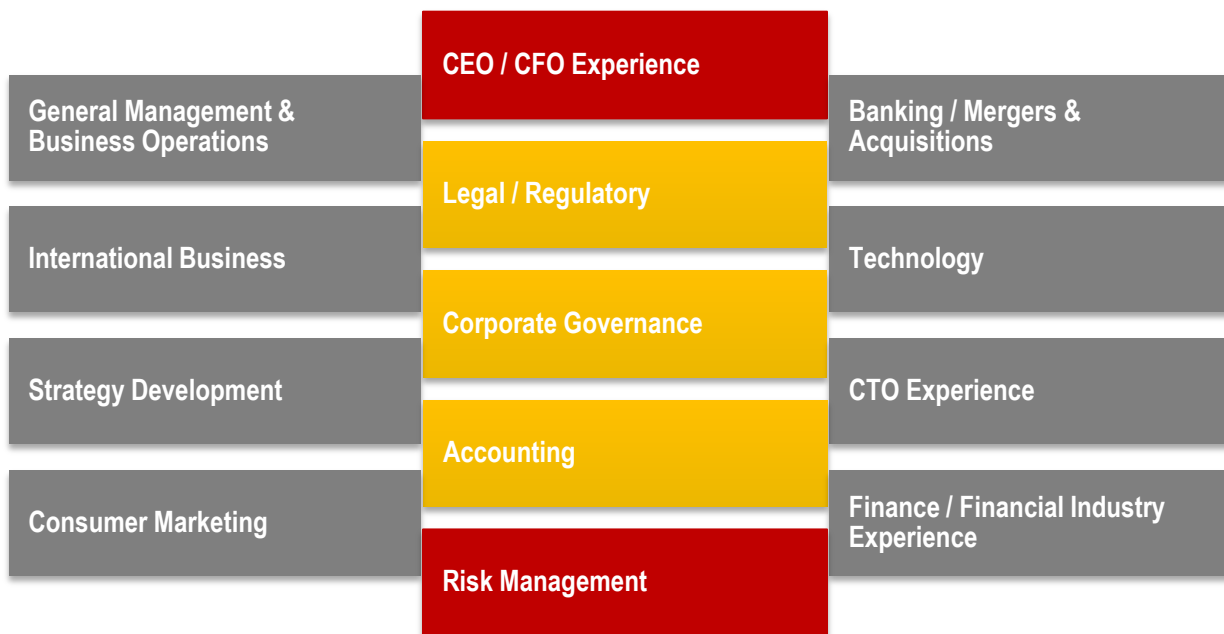 General Management &
Business Operations
International Business
Strategy Development
Consumer Marketing
CEO / CFO Experience
Legal / Regulatory
Corporate Governance
Accounting
Risk Management
Banking / Mergers &
Acquisitions
Technology
CTO Experience
Finance / Financial Industry
Experience